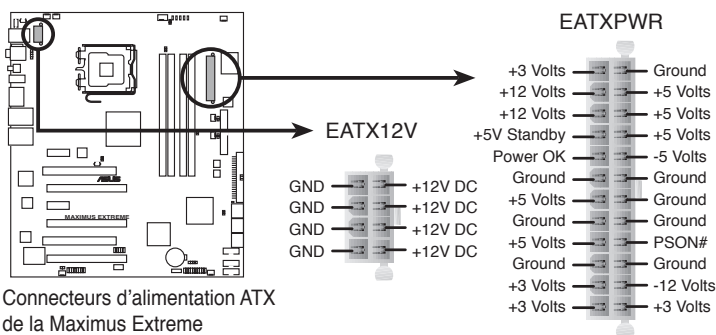 EATXPWR
+3 Volts Ground
+12 Volts +5 Volts
+12 Volts +5 Volts
+5V Standby +5 Volts
Power OK -5 Volts
Ground Ground
+5 Volts Ground
Ground Ground
+5 Volts PSON#
Ground Ground
+3 Volts -12 Volts
+3 Volts +3 Volts
EATX12V
GND +12V DC
GND +12V DC
GND +12V DC
GND +12V DC
ASUS
MAXIMUS EXTREME
Connecteurs d’alimentation ATX
de la Maximus Extreme